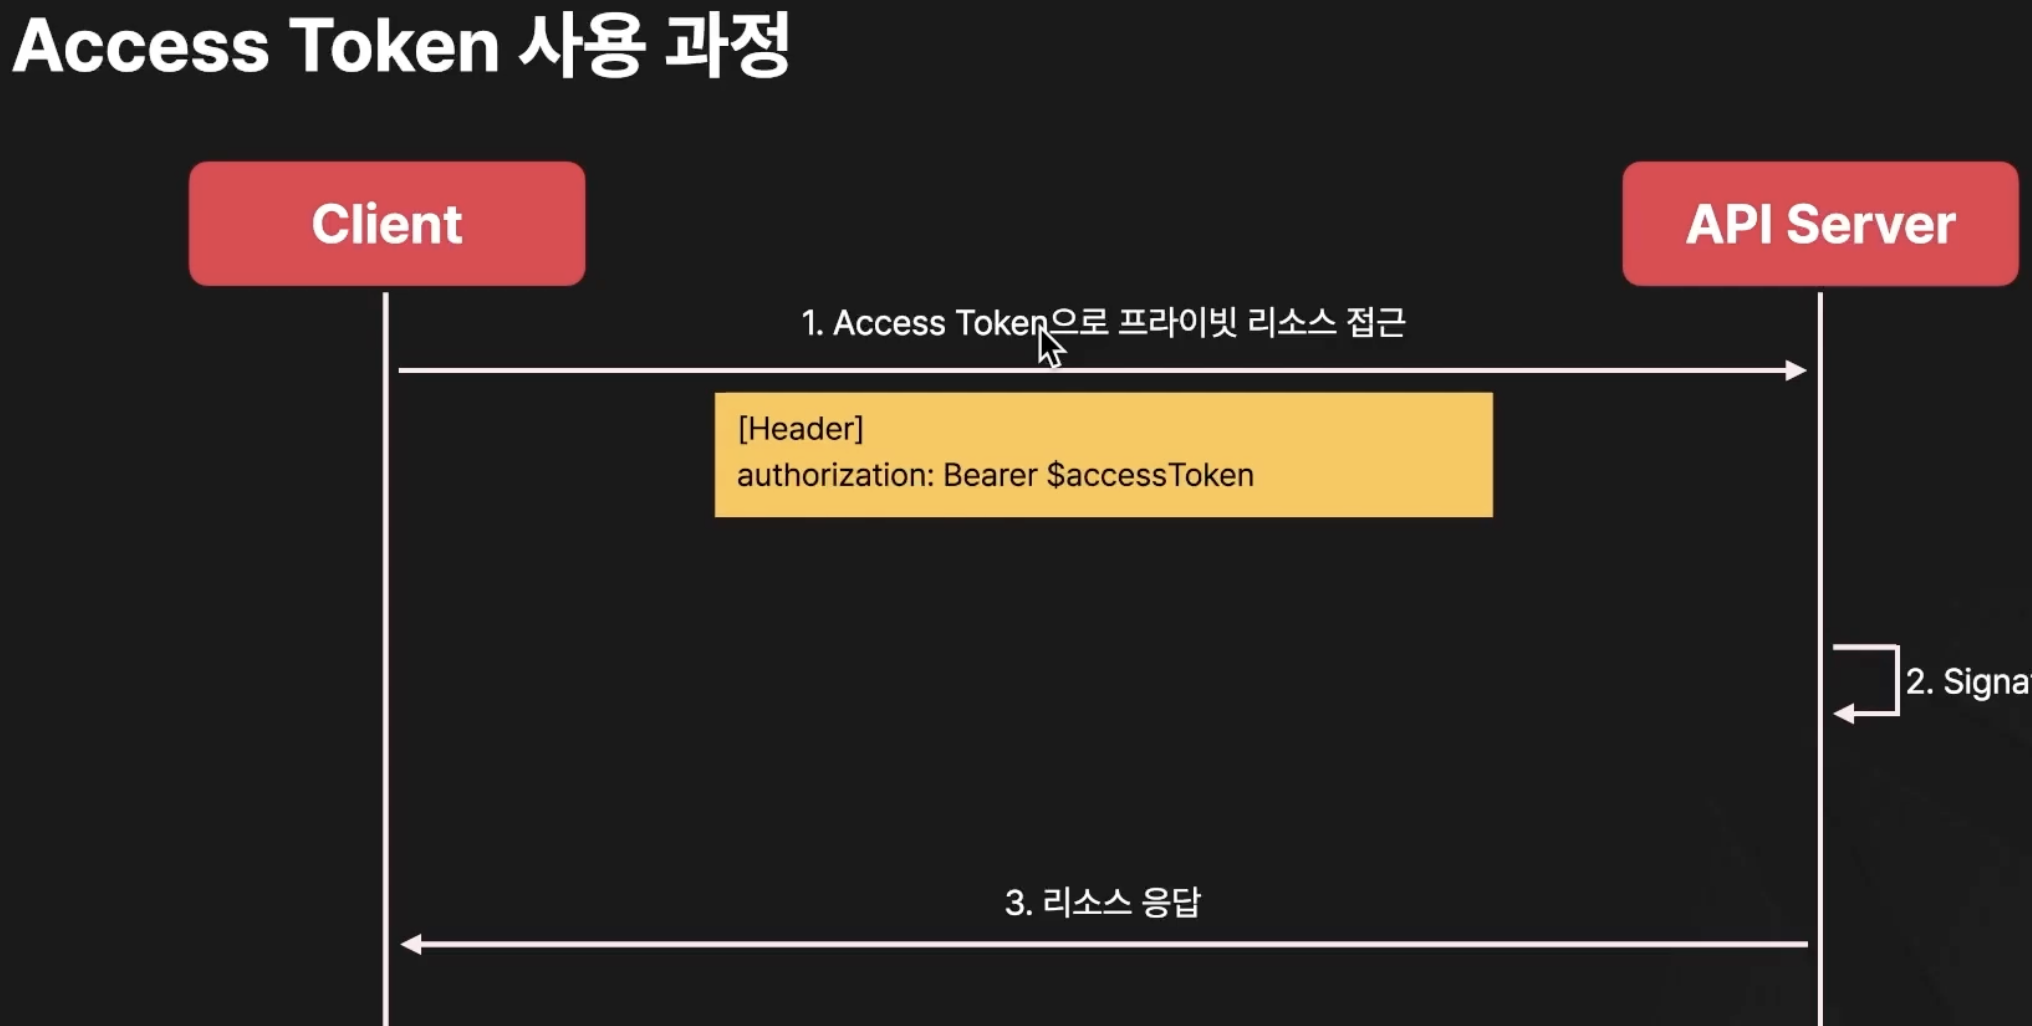 Access Token 사용 과정
Client
API Server
1. Access Token으로 프라이빗 리소스 접근
[Header]
authorization: Bearer $accessToken
2.
3. 리소스 응답